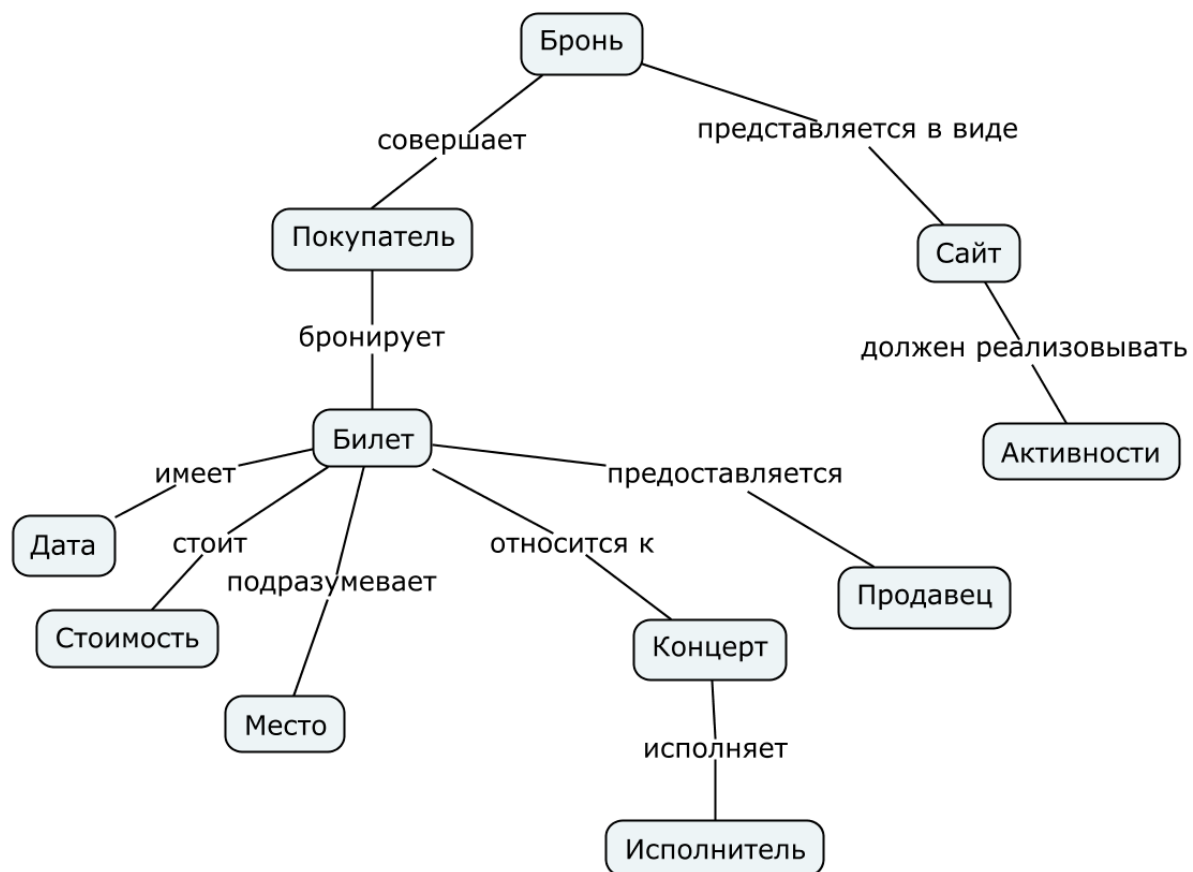 Бронь
представляется в виде
совершает
Покупатель
Сайт
бронирует
должен реализовывать
Билет
Активности
имеет
предоставляется
Дата
стоит
относится к
подразумевает
Продавец
Стоимость
Концерт
Место
исполняет
Исполнитель